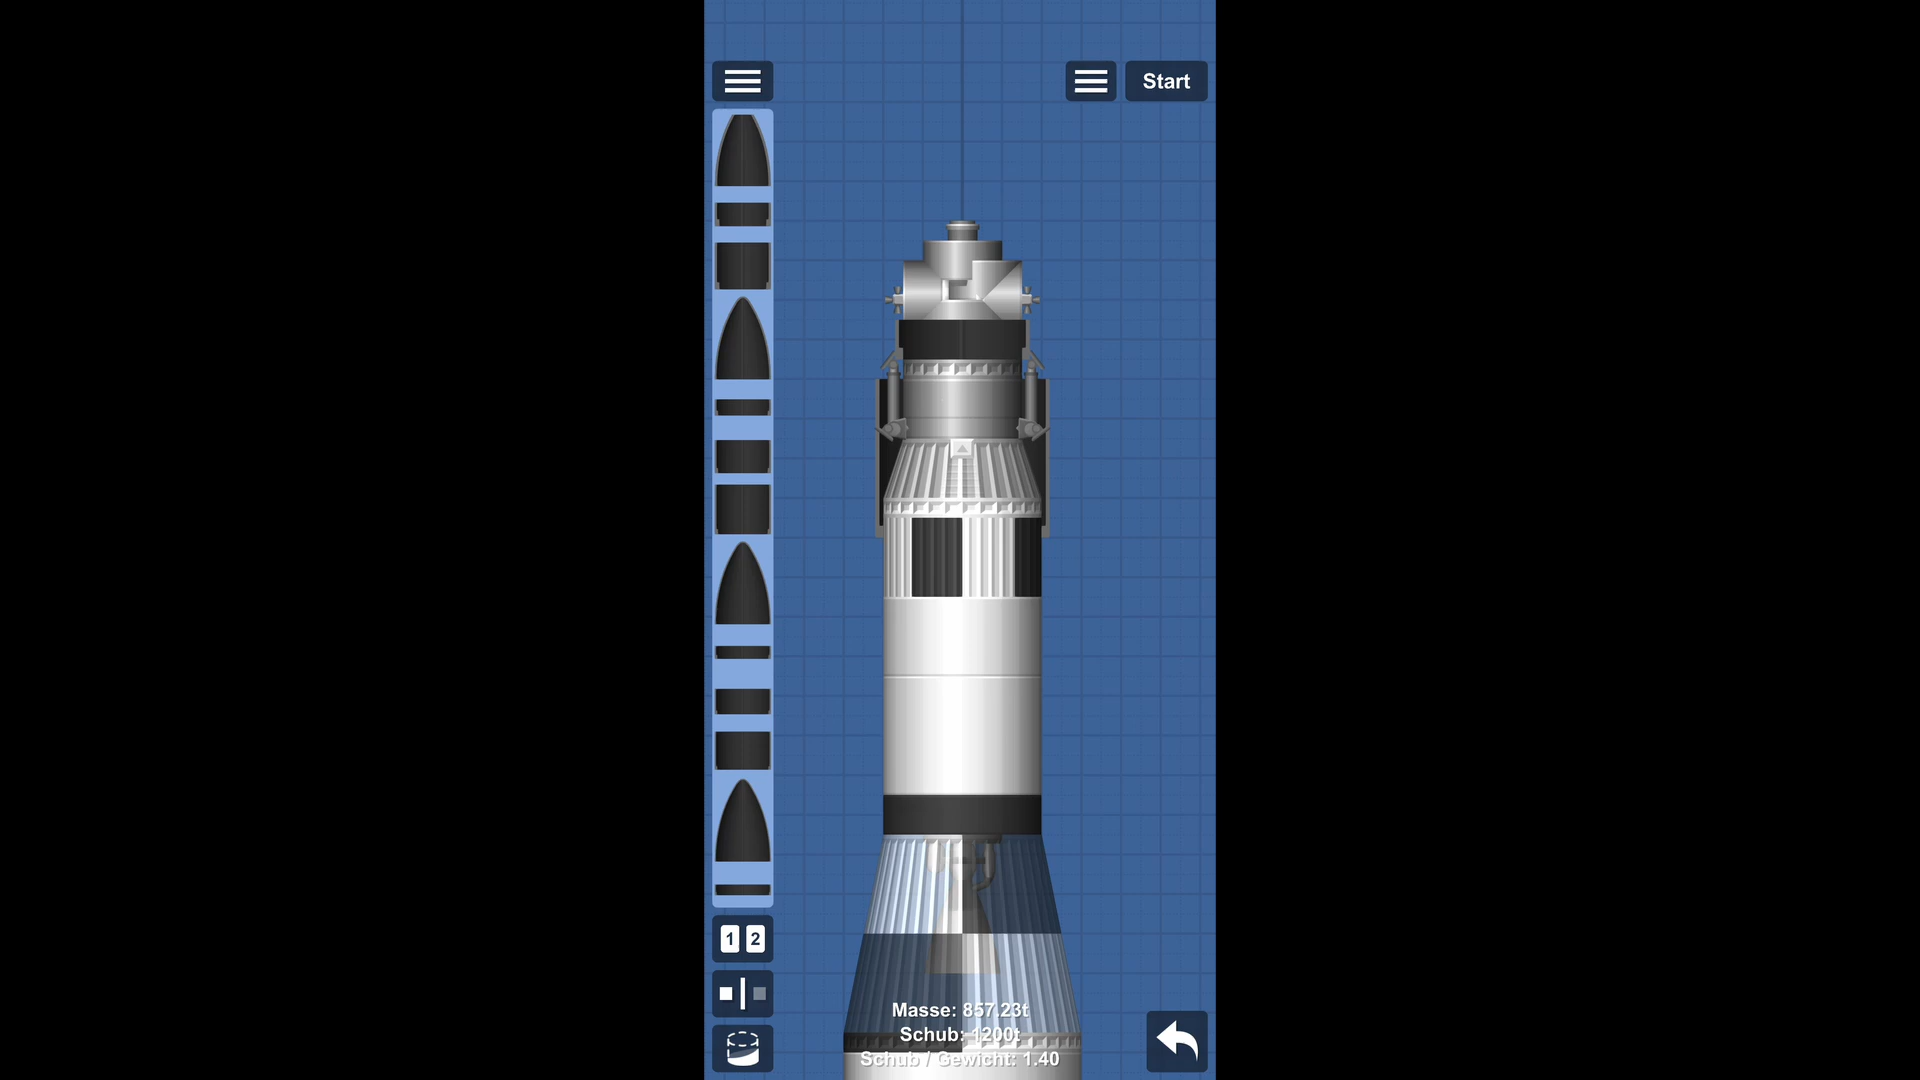 Start
1 2
Masse: 857.23t
Schub: 1200t
Schub / Gewicht: 1.40